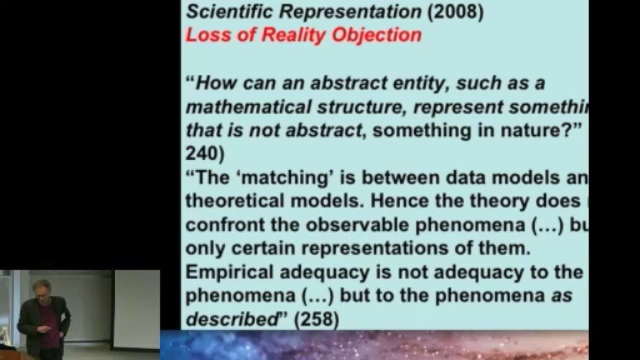 Scientific Representation (2008)
Loss of Reality Objection
“How can an abstract entity, such as a
mathematical structure, represent
that is not abstract, something in nature?”
240)
“The ‘matching’ is between data models
theoretical models. Hence the theory does
confront the observable phenomena (…)
only certain representations of them.
Empirical adequacy is not adequacy to the
phenomena (…) but to the phenomena as
described” (258)